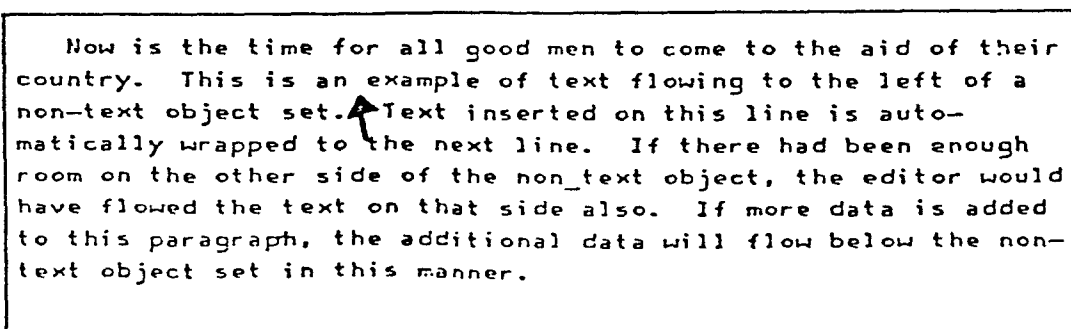 Now is the time for all good men to come to the aid of their
country. This is an example of text flowing to the left of a
non-text object set. Text inserted on this line is auto-
matically wrapped to the next line. If there had been enough
room on the other side of the non_text object, the editor would
have flowed the text on that side also. If more data is added
to this paragraph, the additional data will flow below the non-
text object set in this manner.